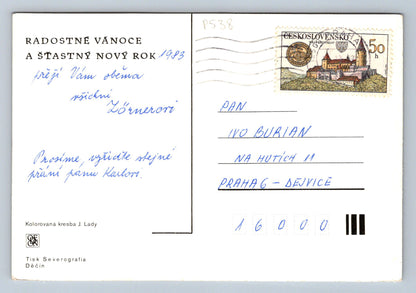 P538
RADOSTNÉ VÁNOCE
A ŠŤASTNÝ NOVÝ ROK 1983
přejí Vám oběma
všichni
Zörnerovi
Prosíme, vyřiďte stejné
přání panu Karlovi.
Kolorovaná kresba J. Lady
Tisk Severografia
Děčín
ČESKOSLOVENSKO
50
h
PAN
IVO BURIAN
NA HUTÍCH 11
PRAHA 6 - DEJVICE
16000